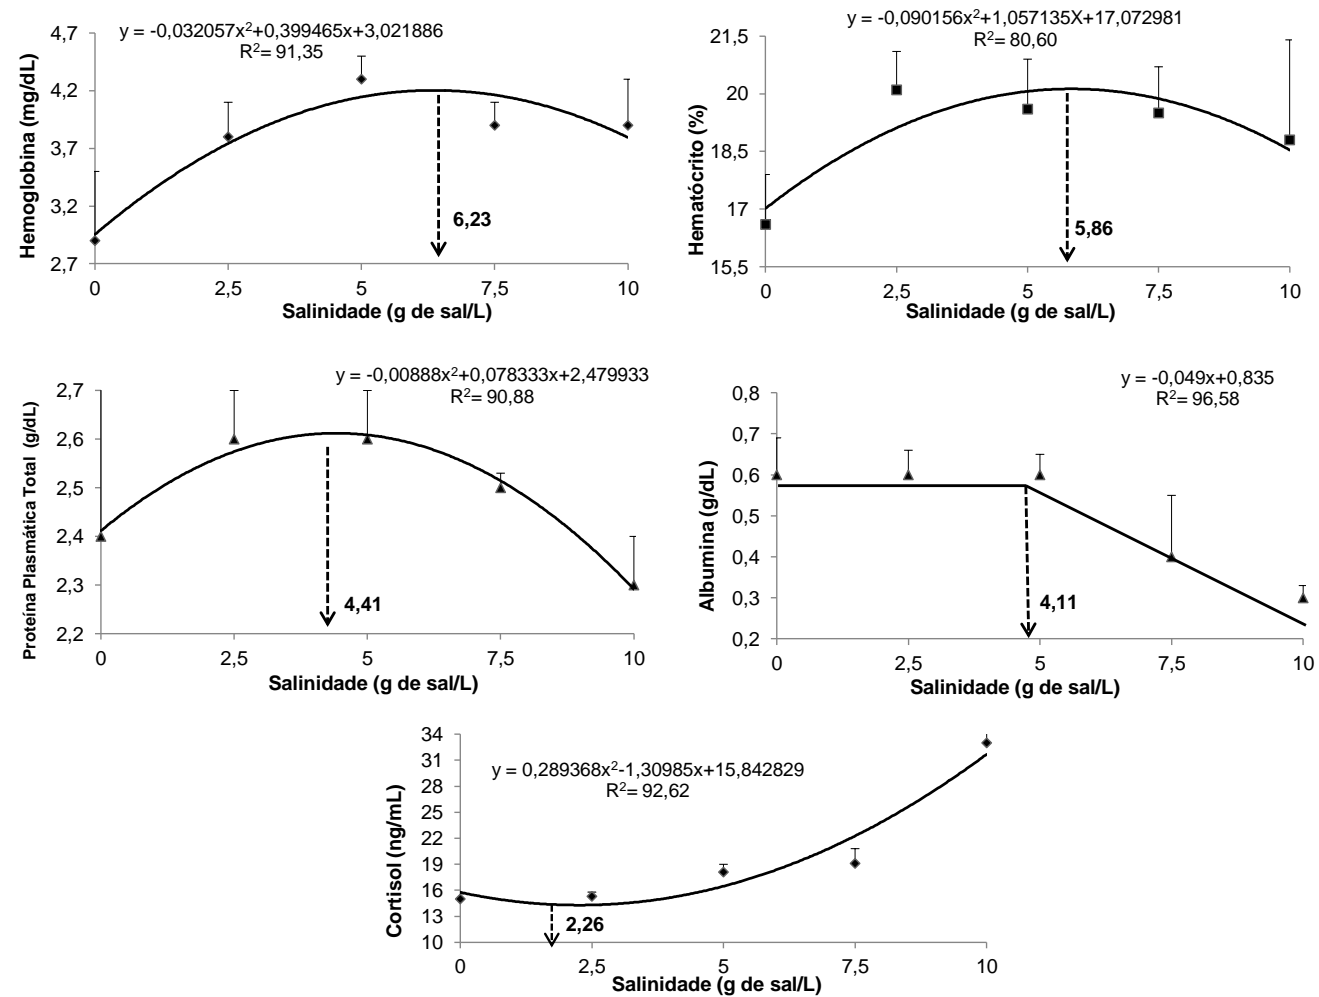 y = -0,032057x²+0,399465x+3,021886
R²= 91,35
4,7
4,2
3,7
3,2
2,7
Hemoglobina (mg/dL)
6,23
0 2,5 5 7,5 10
Salinidade (g de sal/L)
y = -0,090156x²+1,057135X+17,072981
R²= 80,60
21,5
20
18,5
17
15,5
Hematócrito (%)
5,86
0 2,5 5 7,5 10
Salinidade (g de sal/L)
y = -0,00888x²+0,078333x+2,479933
R²= 90,88
2,7
2,6
2,5
2,4
2,3
2,2
Proteína Plasmática Total (g/dL)
4,41
0 2,5 5 7,5 10
Salinidade (g de sal/L)
y = -0,049x+0,835
R²= 96,58
0,8
0,7
0,6
0,5
0,4
0,3
0,2
Albumina (g/dL)
4,11
0 2,5 5 7,5 10
Salinidade (g de sal/L)
y = 0,289368x²-1,30985x+15,842829
R²= 92,62
34
31
28
25
22
19
16
13
10
Cortisol (ng/mL)
2,26
0 2,5 5 7,5 10
Salinidade (g de sal/L)